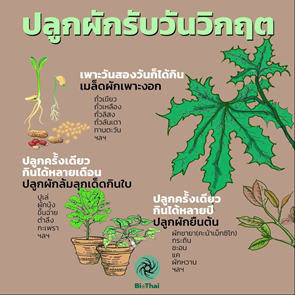 ปลูกผักรับวันวิกฤต
เพาะวันสองวันก็ได้กิน
เมล็ดผักเพาะงอก
ถั่วเขียว
ถั่วเหลือง
ถั่วลิสง
ถั่วลันเตา
ทานตะวัน
ฯลฯ
ปลูกครั้งเดียว
กินได้หลายเดือน
ปลูกผักล้มลุกเด็ดกินใบ
ปูเล่
ผักบุ้ง
ขึ้นฉ่าย
ตำลึง
กะเพรา
ฯลฯ
ปลูกครั้งเดียว
กินได้หลายปี
ปลูกผักยืนต้น
ผักชายา(คะน้าเม็กซิโก)
กระถิน
ชะอม
แค
ผักหวาน
ฯลฯ
BioThai